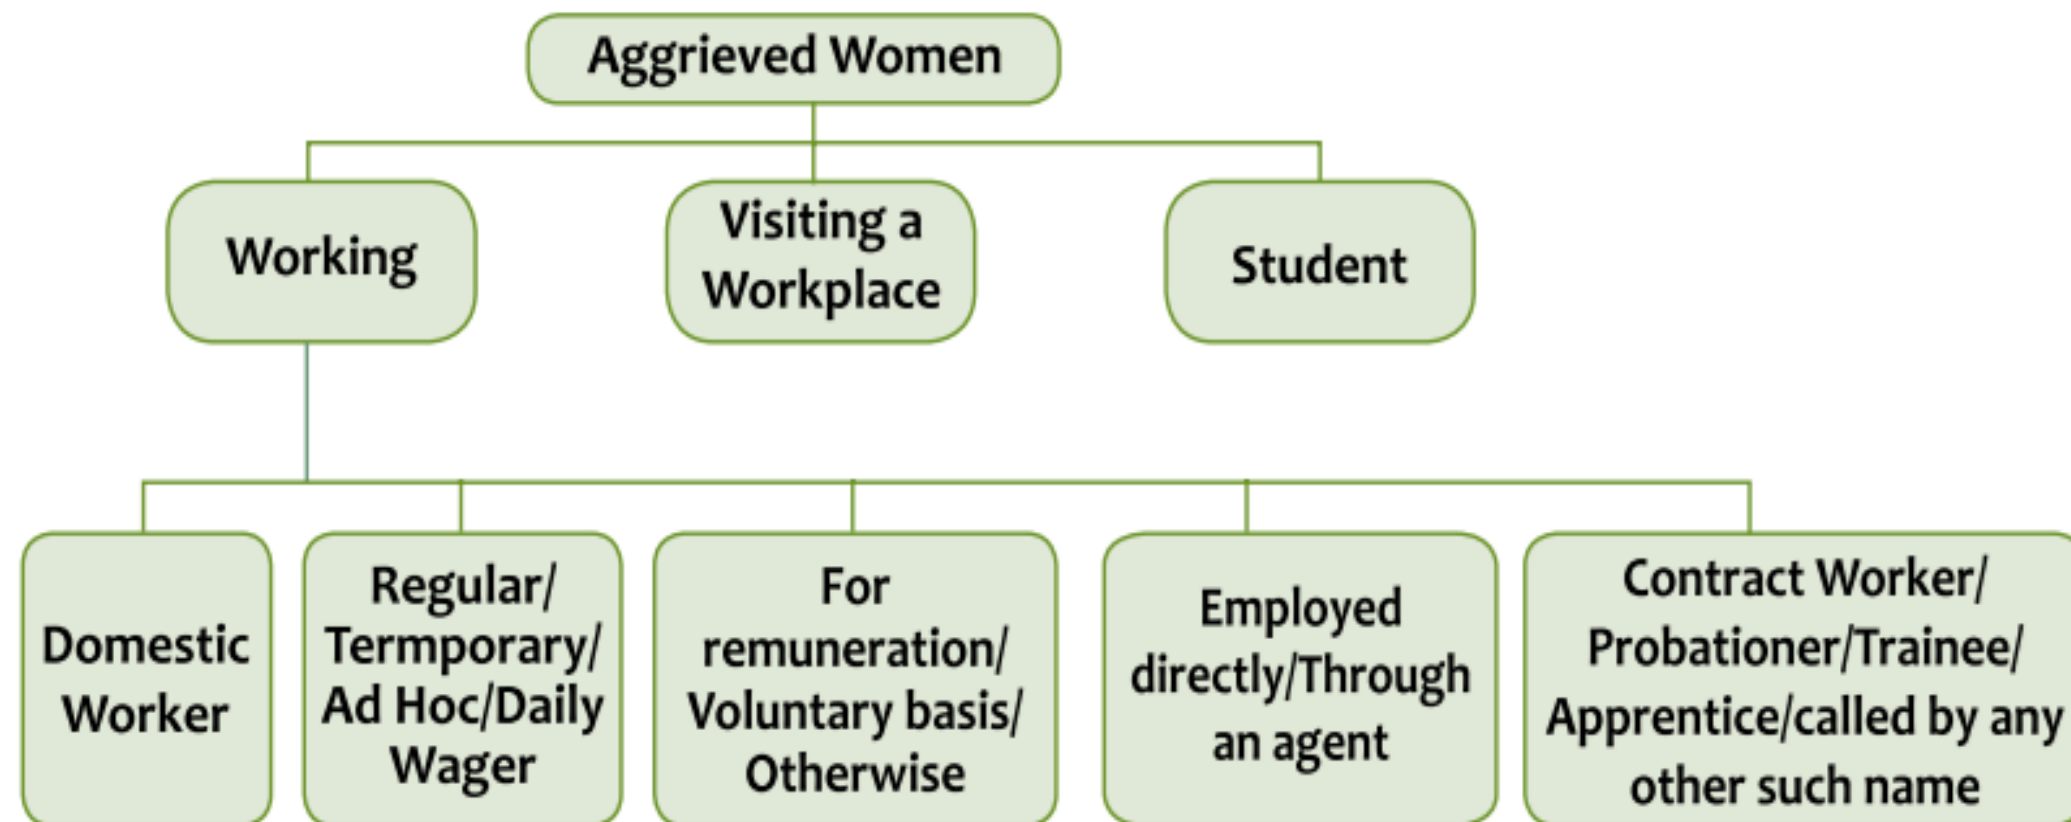 Aggrieved Women
Working
Visiting a
Workplace
Student
Domestic
Worker
Regular/
Termporary/
Ad Hoc/Daily
Wager
For
remuneration/
Voluntary basis/
Otherwise
Employed
directly/Through
an agent
Contract Worker/
Probationer/Trainee/
Apprentice/called by any
other such name